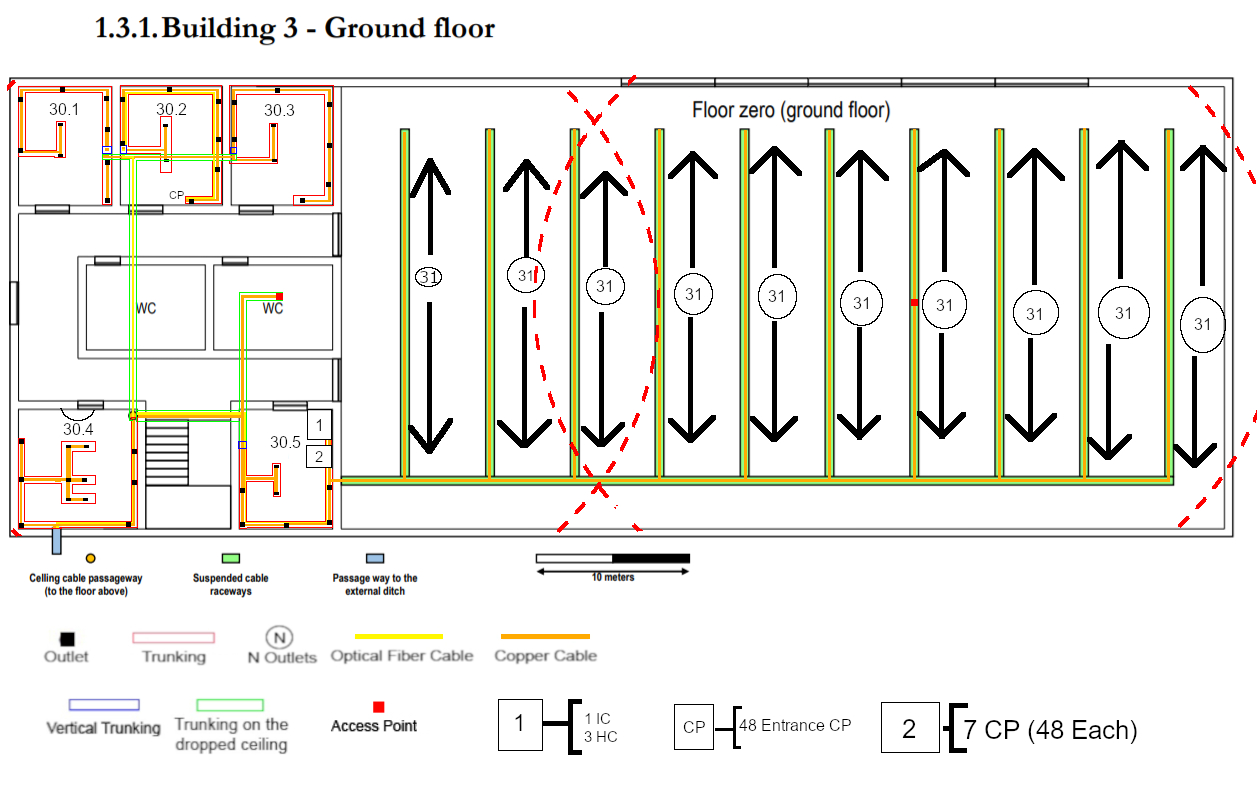 1.3.1. Building 3 - Ground floor
30.1
30.2
30.3
Floor zero (ground floor)
CP
31
31
31
31
31
31
31
31
31
31
WC
WC
30.4
30.5
1
2
Celling cable passageway
(to the floor above)
Suspended cable
raceways
Passage way to the
external ditch
10 meters
Outlet
Trunking
N
N Outlets
Optical Fiber Cable
Copper Cable
Vertical Trunking
Trunking on the
dropped ceiling
Access Point
1
1 IC
3 HC
CP
48 Entrance CP
2
7 CP (48 Each)